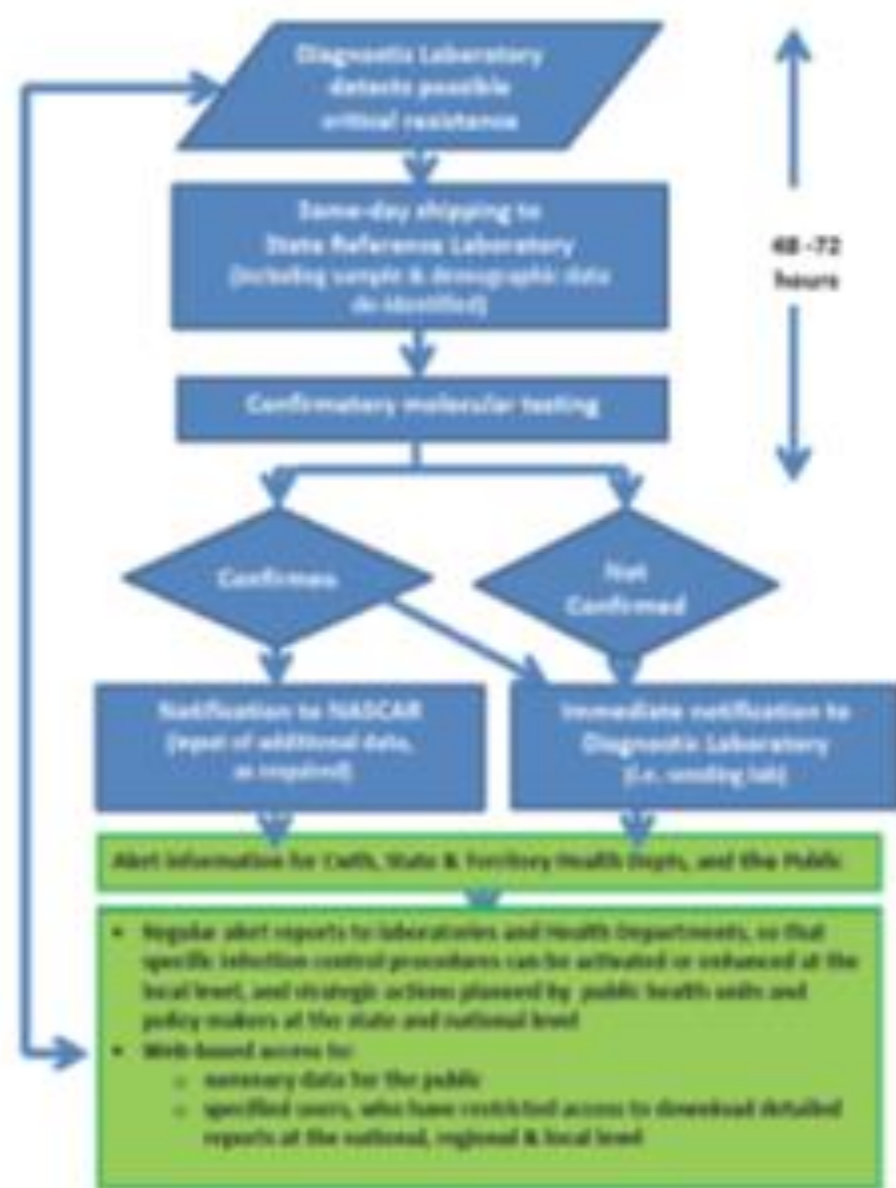 Diagnostic Laboratory
detects possible
critical resistence
Same-day shipping to
State Reference Laboratory
(including sample & demographic data
de-identified)
48 -72
hours
Confirmatory molecular testing
Confirmed
Not
Confirmed
Notification to NASCAR
(input of additional data,
as required)
Immediate notification to
Diagnostic Laboratory
(i.e. sending lab)
Alert information for Cwth, State & Territory Health Depts, and the Public
• Regular alert reports to laboratories and Health Departments, so that
specific infection control procedures can be activated or enhanced at the
local level, and strategic actions planned by public health units and
policy makers at the state and national level
• Web-based access to:
o summary data for the public
o specified users, who have restricted access to download detailed
reports at the national, regional & local level